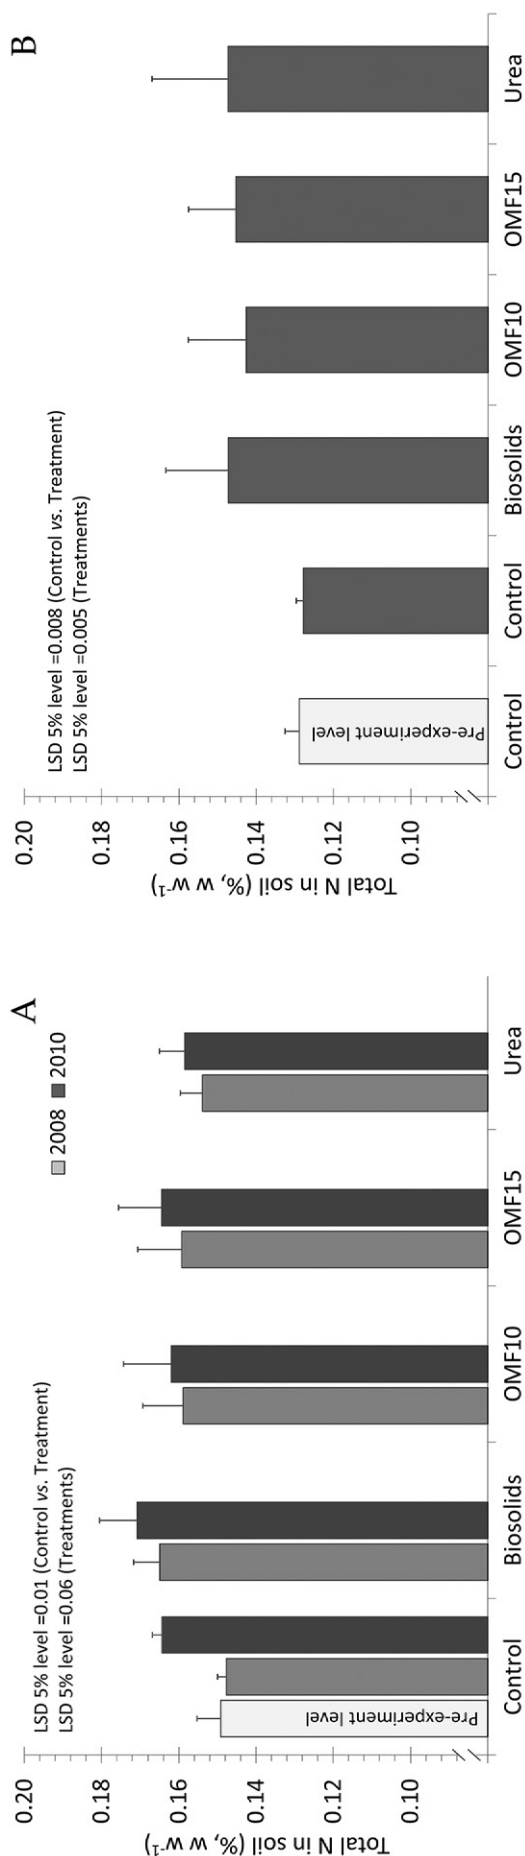 A
2008 2010
LSD 5% level =0.01 (Control vs. Treatment)
LSD 5% level =0.06 (Treatments)
Total N in soil (%, w w⁻¹)
0.20
0.18
0.16
0.14
0.12
0.10
Pre-experiment level
Control Biosolids OMF10 OMF15 Urea
B
LSD 5% level =0.008 (Control vs. Treatment)
LSD 5% level =0.005 (Treatments)
Total N in soil (%, w w⁻¹)
0.20
0.18
0.16
0.14
0.12
0.10
Pre-experiment level
Control Control Biosolids OMF10 OMF15 Urea